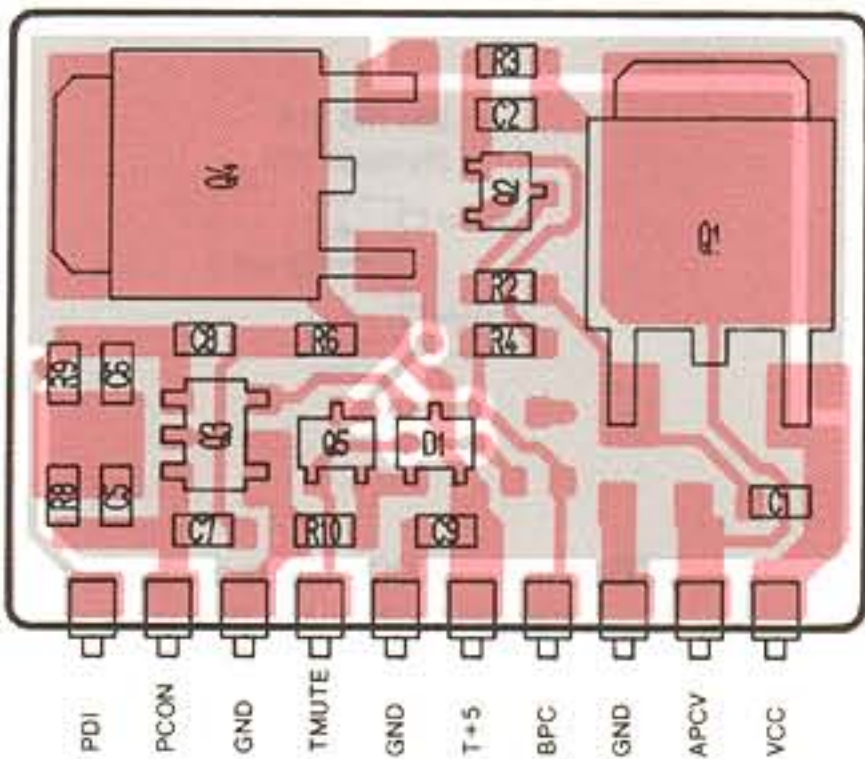 R3
C2
Q4
Q2
Q1
R2
C8
R6
R4
R9
C6
Q3
Q5
D1
R8
C5
C7
R10
C9
C1
PDI
PCON
GND
TMUTE
GND
T+5
BPC
GND
APCV
VCC